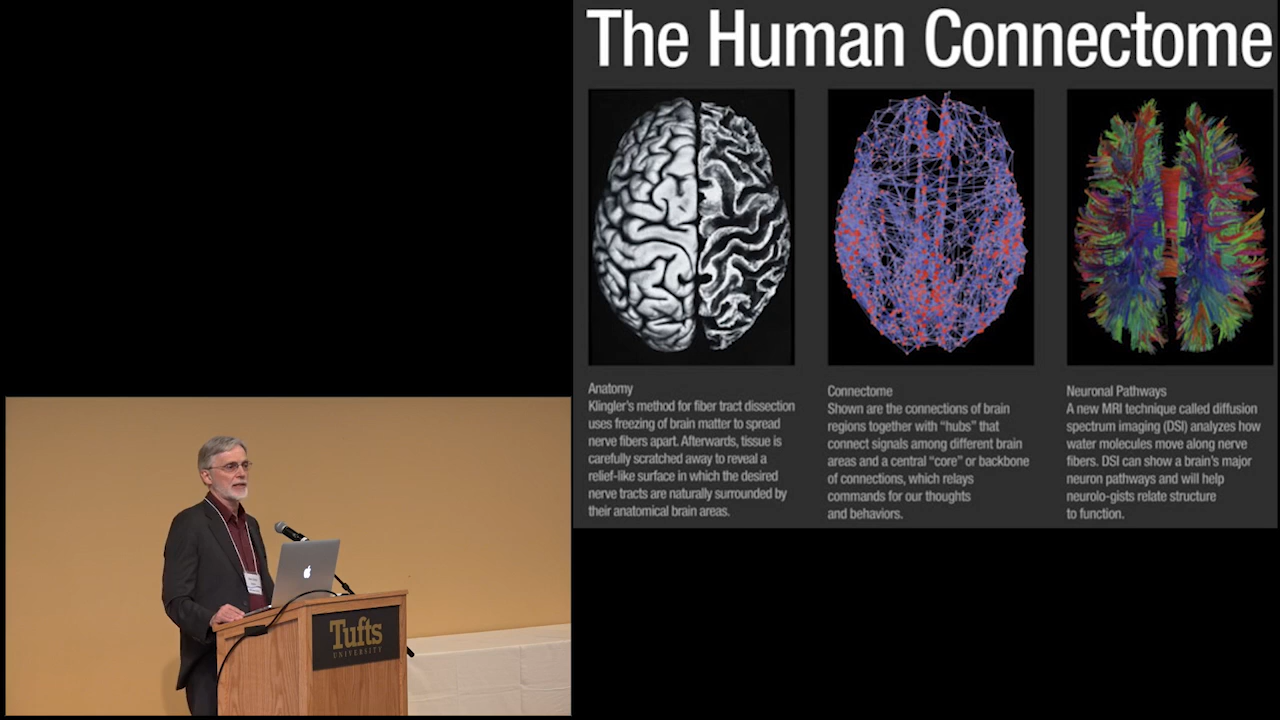 The Human Connectome
Anatomy
Klingler's method for fiber tract dissection
uses freezing of brain matter to spread
nerve fibers apart. Afterwards, tissue is
carefully scratched away to reveal a
relief-like surface in which the desired
nerve tracts are naturally surrounded by
their anatomical brain areas.
Connectome
Shown are the connections of brain
regions together with “hubs” that
connect signals among different brain
areas and a central “core” or backbone
of connections, which relays
commands for our thoughts
and behaviors.
Neuronal Pathways
A new MRI technique called diffusion
spectrum imaging (DSI) analyzes how
water molecules move along nerve
fibers. DSI can show a brain's major
neuron pathways and will help
neurolo-gists relate structure
to function.
Tufts
UNIVERSITY